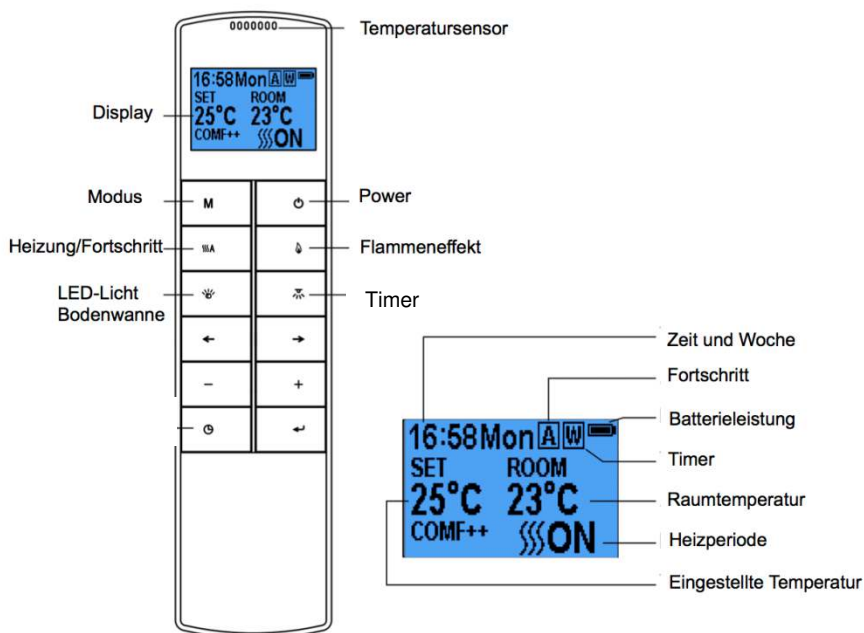 Temperatursensor
16:58Mon A W
SET ROOM
25°C 23°C
COMF++ ON
Display
Modus
M
Power
Heizung/Fortschritt
A
Flammeneffekt
LED-Licht
Bodenwanne
Timer
← →
− +
Zeit und Woche
Fortschritt
Batterieleistung
16:58Mon A W
Timer
SET ROOM
25°C 23°C
Raumtemperatur
COMF++ ON
Heizperiode
Eingestellte Temperatur